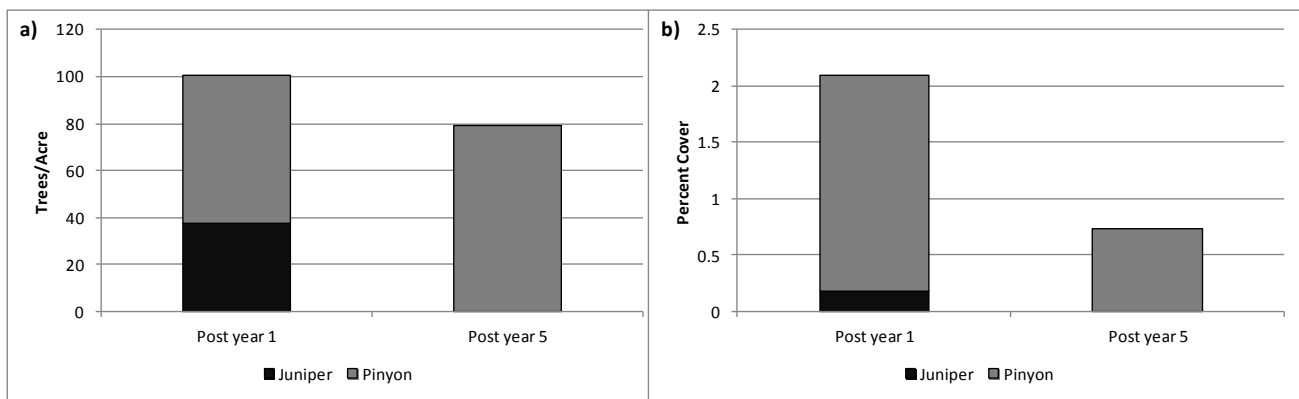 a)
Trees/Acre
120
100
80
60
40
20
0
Post year 1 Post year 5
Juniper Pinyon
b)
Percent Cover
2.5
2
1.5
1
0.5
0
Post year 1 Post year 5
Juniper Pinyon